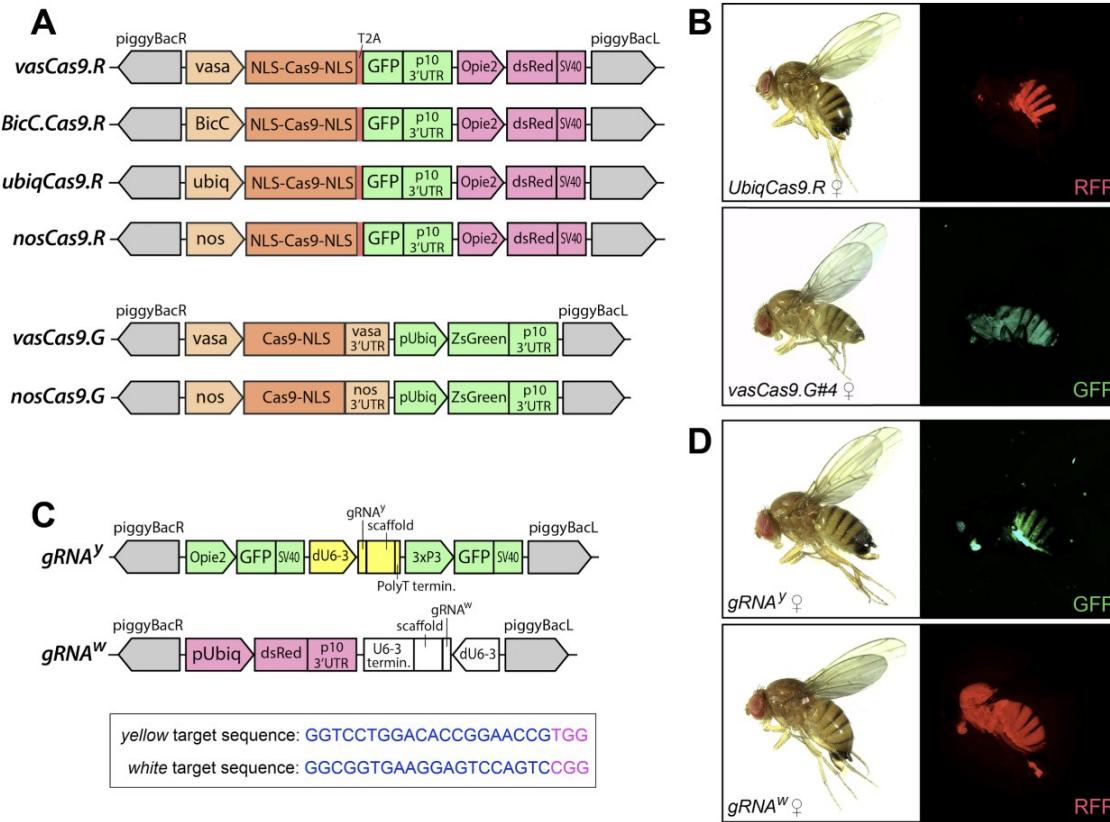 A
T2A
piggyBacR piggyBacL
vasCas9.R vasa NLS-Cas9-NLS GFP p10 3'UTR Opie2 dsRed SV40
BicC.Cas9.R BicC NLS-Cas9-NLS GFP p10 3'UTR Opie2 dsRed SV40
ubiqCas9.R ubiq NLS-Cas9-NLS GFP p10 3'UTR Opie2 dsRed SV40
nosCas9.R nos NLS-Cas9-NLS GFP p10 3'UTR Opie2 dsRed SV40
piggyBacR piggyBacL
vasCas9.G vasa Cas9-NLS vasa 3'UTR pUbiq ZsGreen p10 3'UTR
nosCas9.G nos Cas9-NLS nos 3'UTR pUbiq ZsGreen p10 3'UTR
B
UbiqCas9.R ♀ RFP
vasCas9.G#4 ♀ GFP
C
gRNAʸ
piggyBacR scaffold piggyBacL
gRNAʸ Opie2 GFP SV40 dU6-3 3xP3 GFP SV40
PolyT termin.
gRNAʷ
piggyBacR scaffold piggyBacL
gRNAʷ pUbiq dsRed p10 3'UTR U6-3 termin. dU6-3
yellow target sequence: GGTCCTGGACACCGGAACCGTGG
white target sequence: GGCGGTGAAGGAGTCCAGTCCGG
D
gRNAʸ ♀ GFP
gRNAʷ ♀ RFP